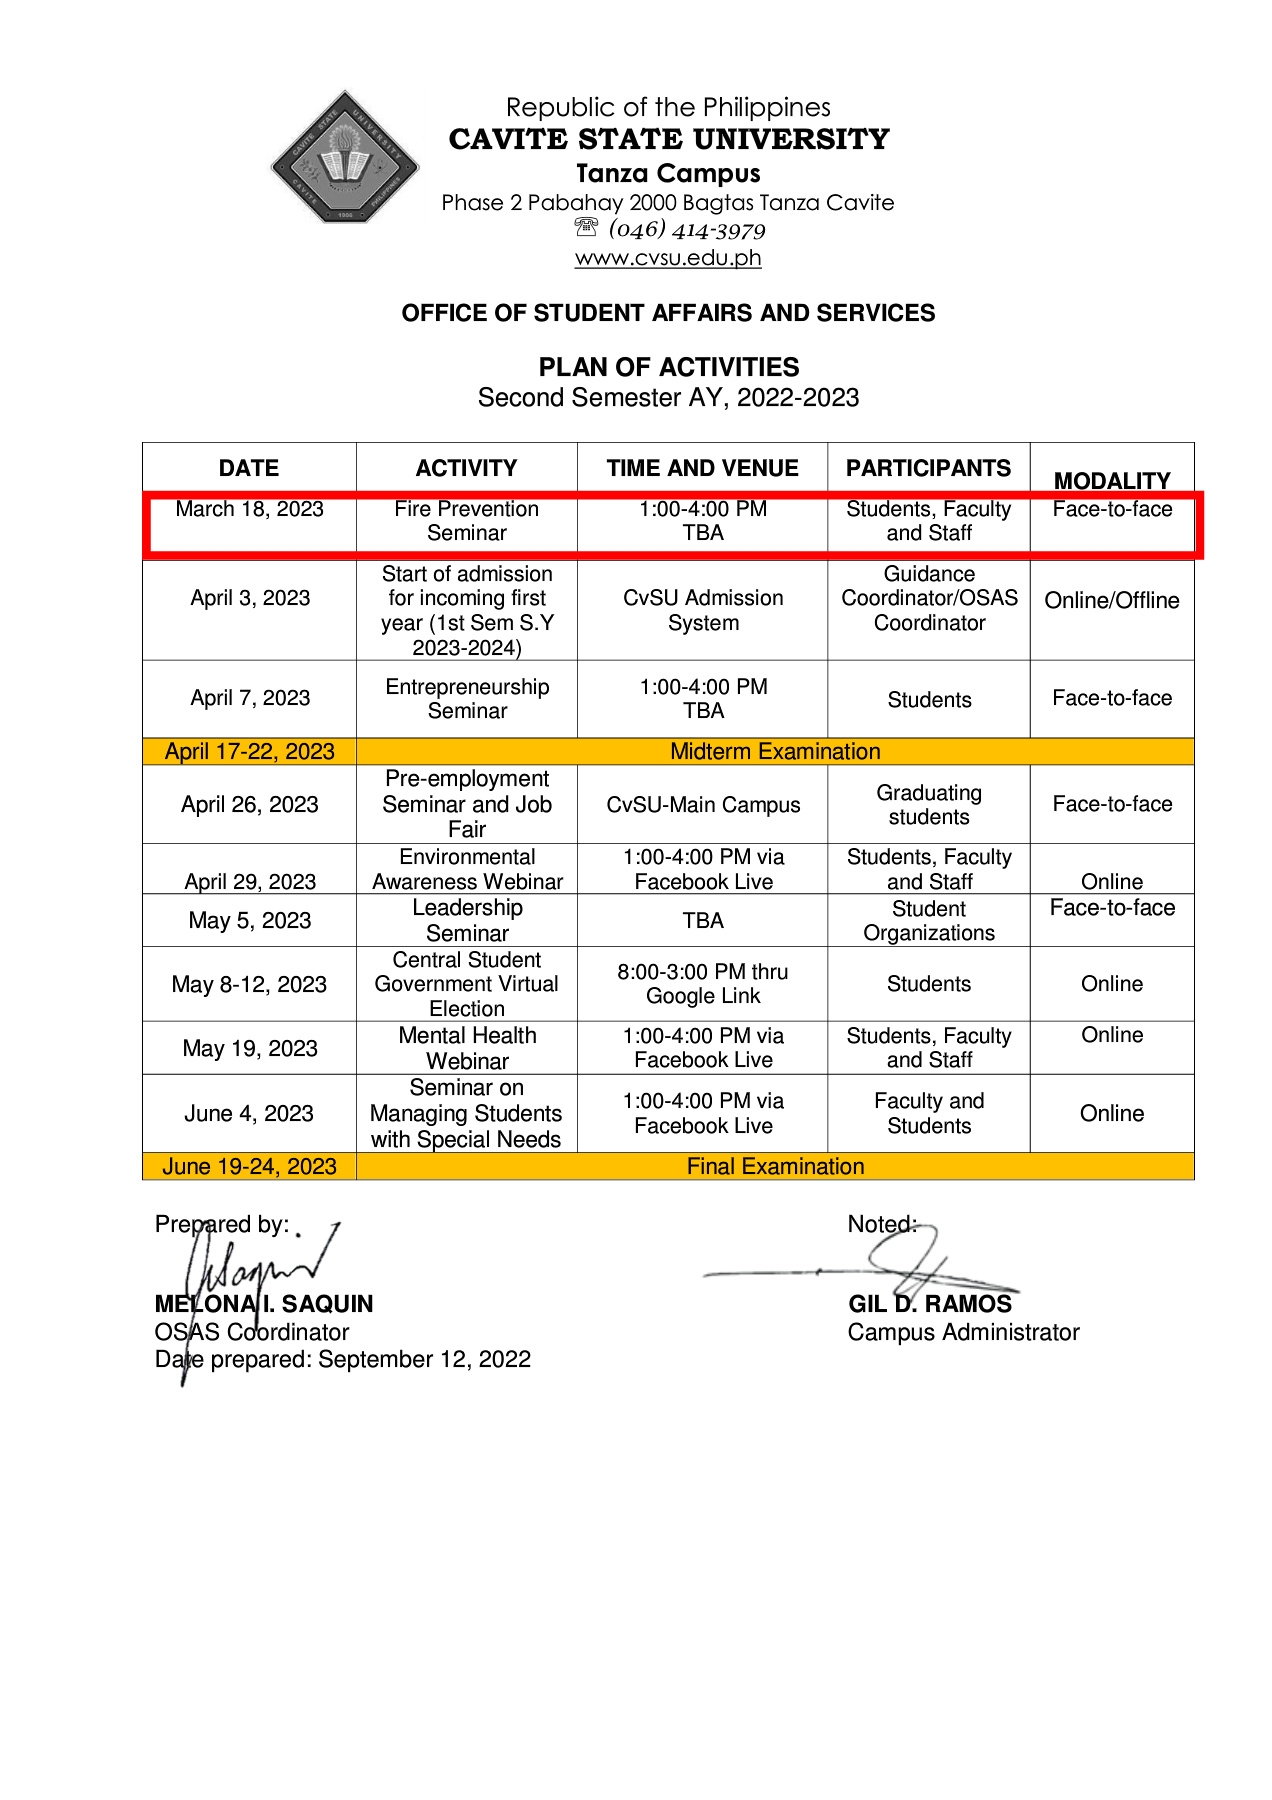 CAVITE STATE UNIVERSITY
CAVITE
PHILIPPINES
1906
Republic of the Philippines
CAVITE STATE UNIVERSITY
Tanza Campus
Phase 2 Pabahay 2000 Bagtas Tanza Cavite
☏ (046) 414-3979
www.cvsu.edu.ph
OFFICE OF STUDENT AFFAIRS AND SERVICES
PLAN OF ACTIVITIES
Second Semester AY, 2022-2023
DATE ACTIVITY TIME AND VENUE PARTICIPANTS MODALITY
March 18, 2023 Fire Prevention 1:00-4:00 PM Students, Faculty Face-to-face
Seminar TBA and Staff
Start of admission Guidance
April 3, 2023 for incoming first CvSU Admission Coordinator/OSAS Online/Offline
year (1st Sem S.Y System Coordinator
2023-2024)
April 7, 2023 Entrepreneurship 1:00-4:00 PM Students Face-to-face
Seminar TBA
April 17-22, 2023 Midterm Examination
Pre-employment Graduating
April 26, 2023 Seminar and Job CvSU-Main Campus students Face-to-face
Fair
Environmental 1:00-4:00 PM via Students, Faculty
April 29, 2023 Awareness Webinar Facebook Live and Staff Online
Leadership Student Face-to-face
May 5, 2023 Seminar TBA Organizations
Central Student 8:00-3:00 PM thru
May 8-12, 2023 Government Virtual Google Link Students Online
Election
Mental Health 1:00-4:00 PM via Students, Faculty Online
May 19, 2023 Webinar Facebook Live and Staff
Seminar on 1:00-4:00 PM via Faculty and
June 4, 2023 Managing Students Facebook Live Students Online
with Special Needs
June 19-24, 2023 Final Examination
Prepared by: Noted:
MELONA I. SAQUIN GIL D. RAMOS
OSAS Coordinator Campus Administrator
Date prepared: September 12, 2022